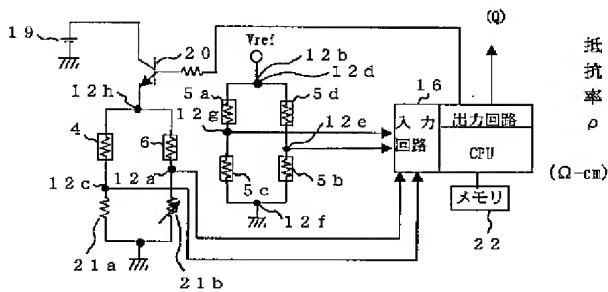 (Q)
19
20
Vref
12b
12d
16
12h
5a
5d
12g
4
6
12e
入力
回路
出力回路
CPU
12a
12c
5c
5b
12f
メモリ
22
21a
21b
抵
抗
率
ρ
(Ω-cm)